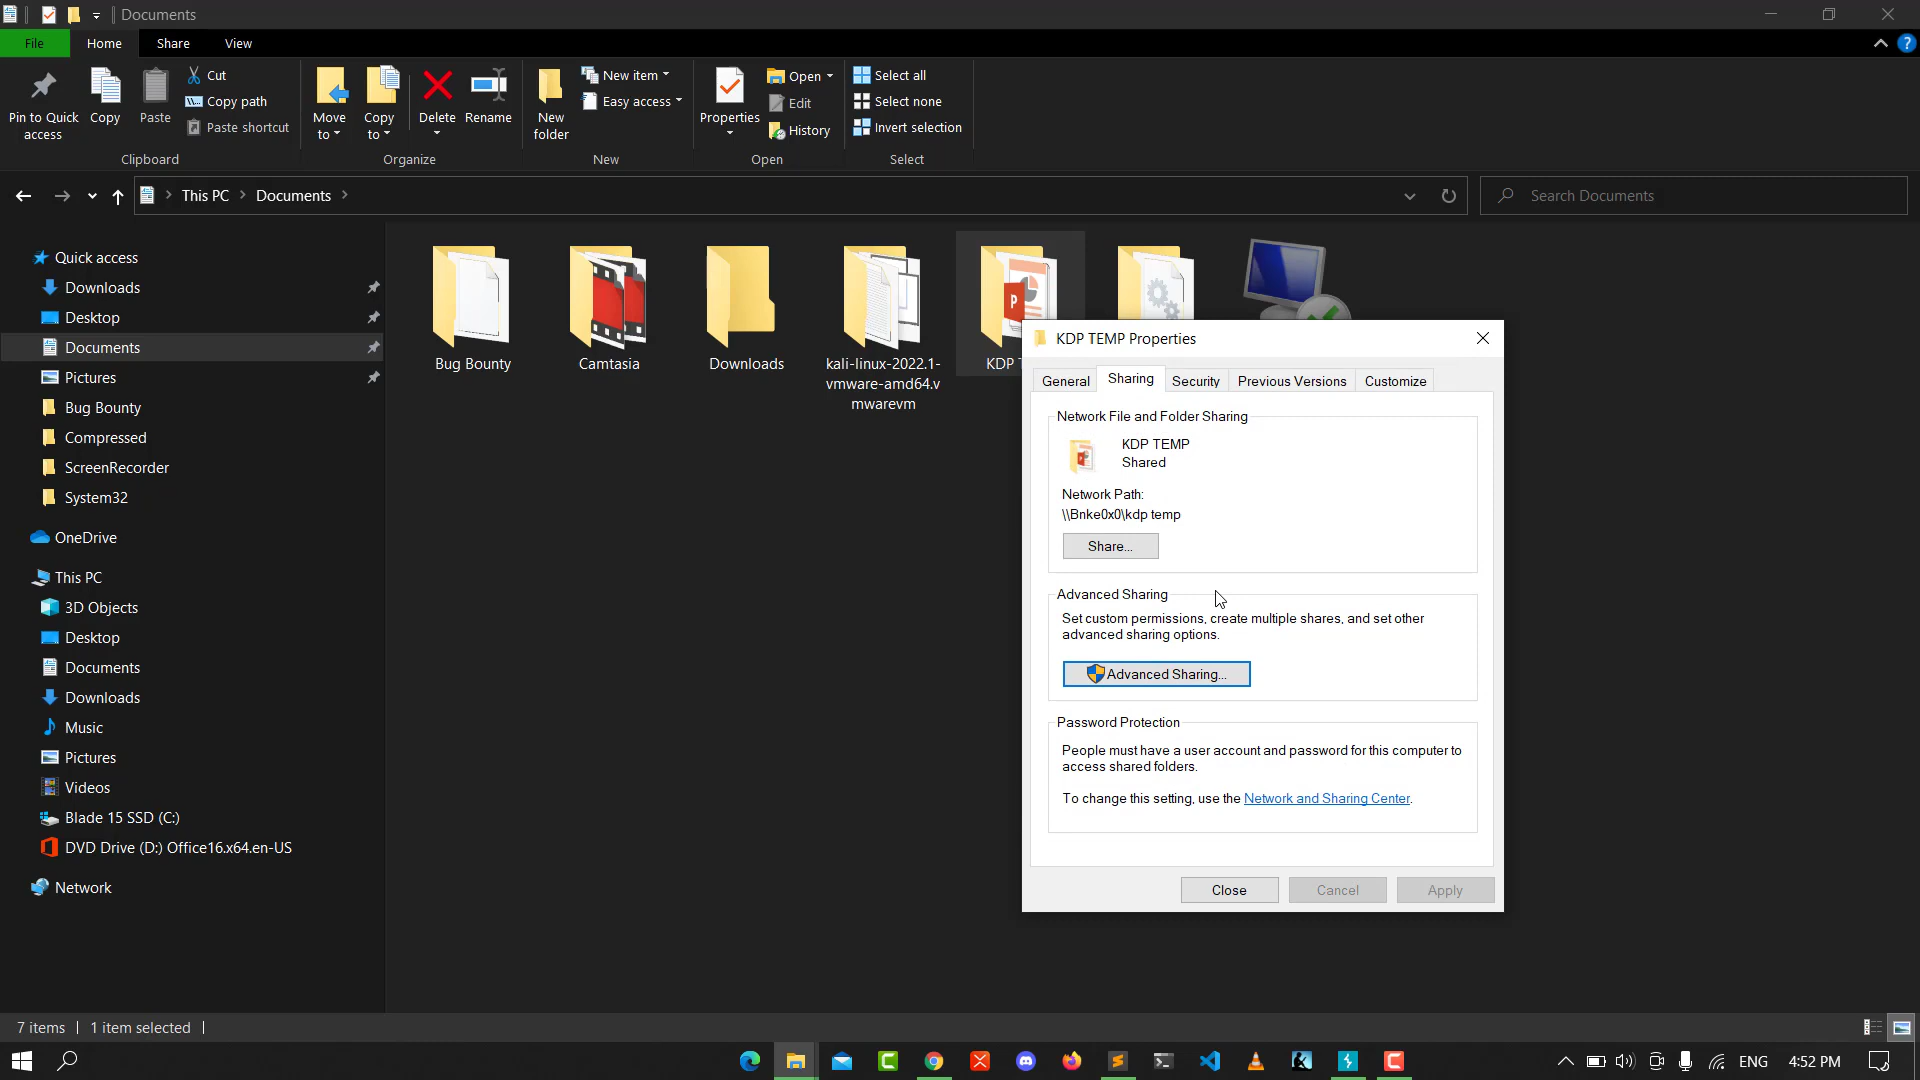 Documents
File
Home
Share
View
Pin to Quick access
Copy
Paste
Cut
Copy path
Paste shortcut
Clipboard
Move to
Copy to
Delete
Rename
Organize
New folder
New item
Easy access
New
Properties
Open
Edit
History
Open
Select all
Select none
Invert selection
Select
This PC
Documents
Search Documents
Quick access
Downloads
Desktop
Documents
Pictures
Bug Bounty
Compressed
ScreenRecorder
System32
OneDrive
This PC
3D Objects
Desktop
Documents
Downloads
Music
Pictures
Videos
Blade 15 SSD (C:)
DVD Drive (D:) Office16.x64.en-US
Network
Bug Bounty
Camtasia
Downloads
kali-linux-2022.1-
vmware-amd64.v
mwarevm
KDP T
KDP TEMP Properties
General
Sharing
Security
Previous Versions
Customize
Network File and Folder Sharing
KDP TEMP
Shared
Network Path:
\\Bnke0x0\kdp temp
Share...
Advanced Sharing
Set custom permissions, create multiple shares, and set other
advanced sharing options.
Advanced Sharing...
Password Protection
People must have a user account and password for this computer to
access shared folders.
To change this setting, use the Network and Sharing Center.
Close
Cancel
Apply
7 items
1 item selected
ENG
4:52 PM